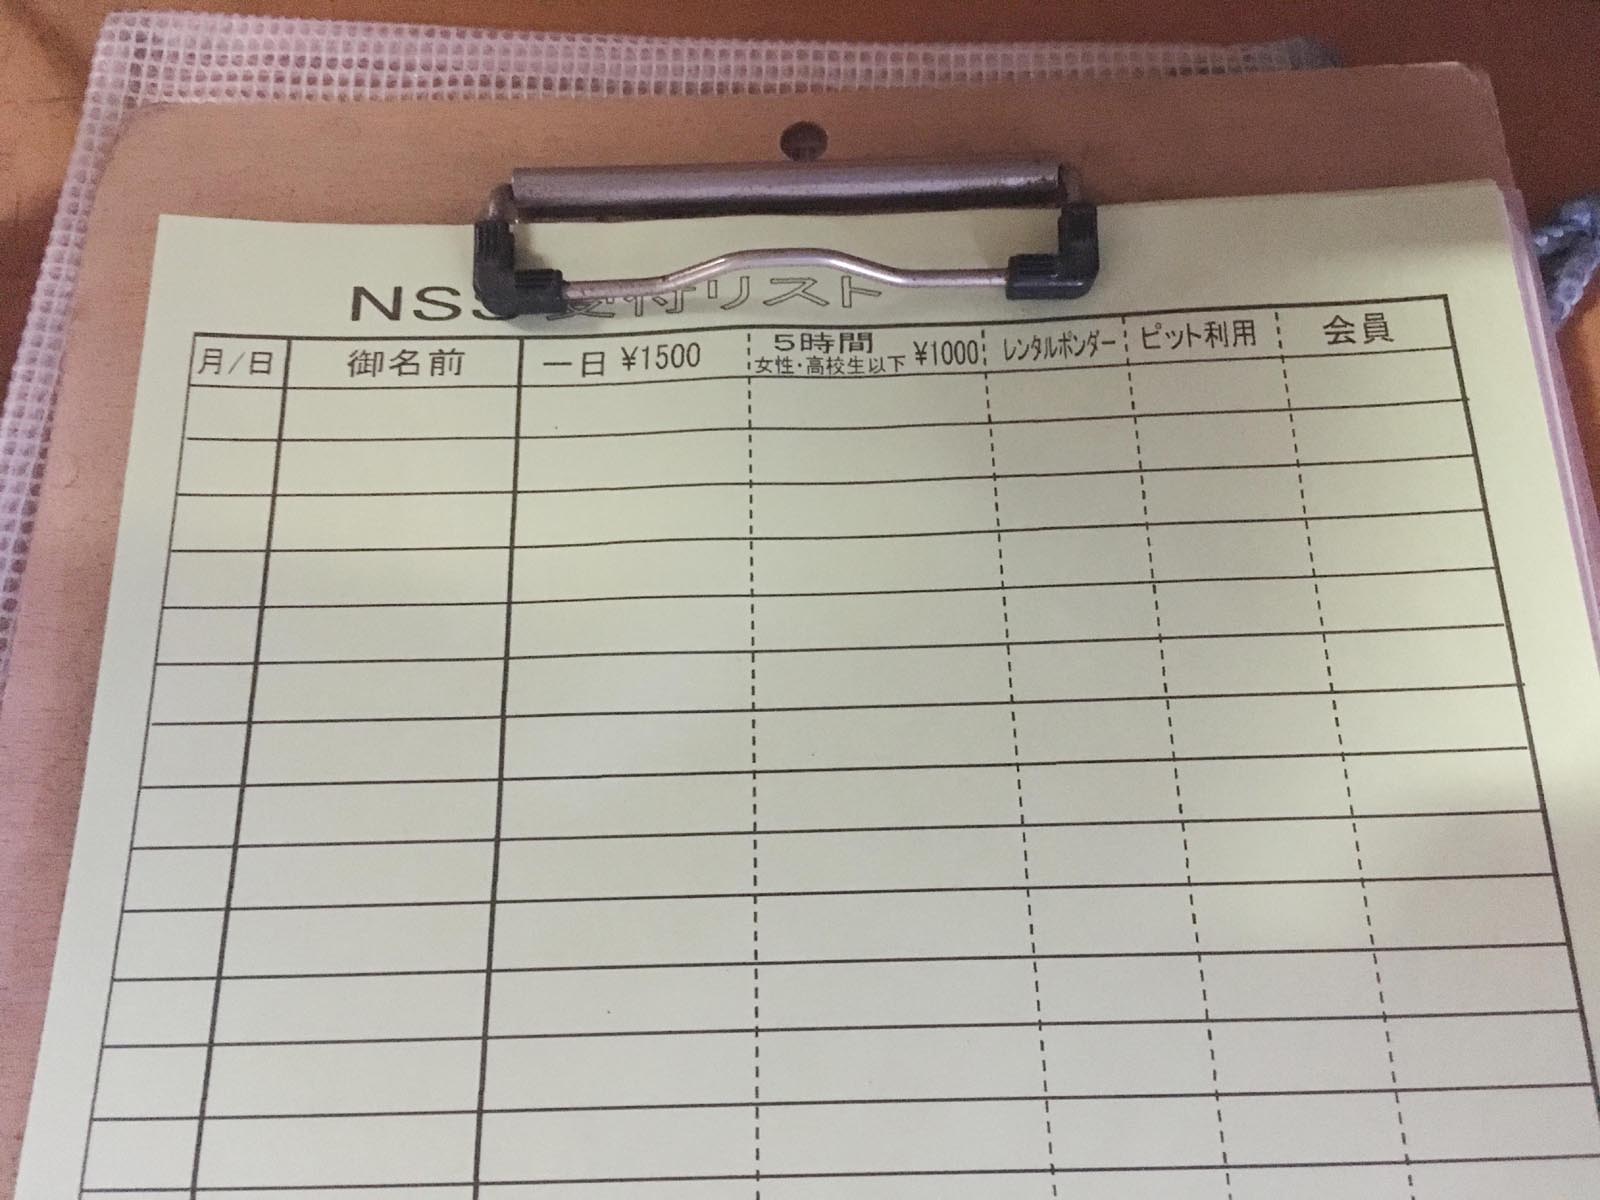 NSS 受付リスト
月/日 御名前 一日 ¥1500 5時間 女性・高校生以下 ¥1000 レンタルポンダー ピット利用 会員